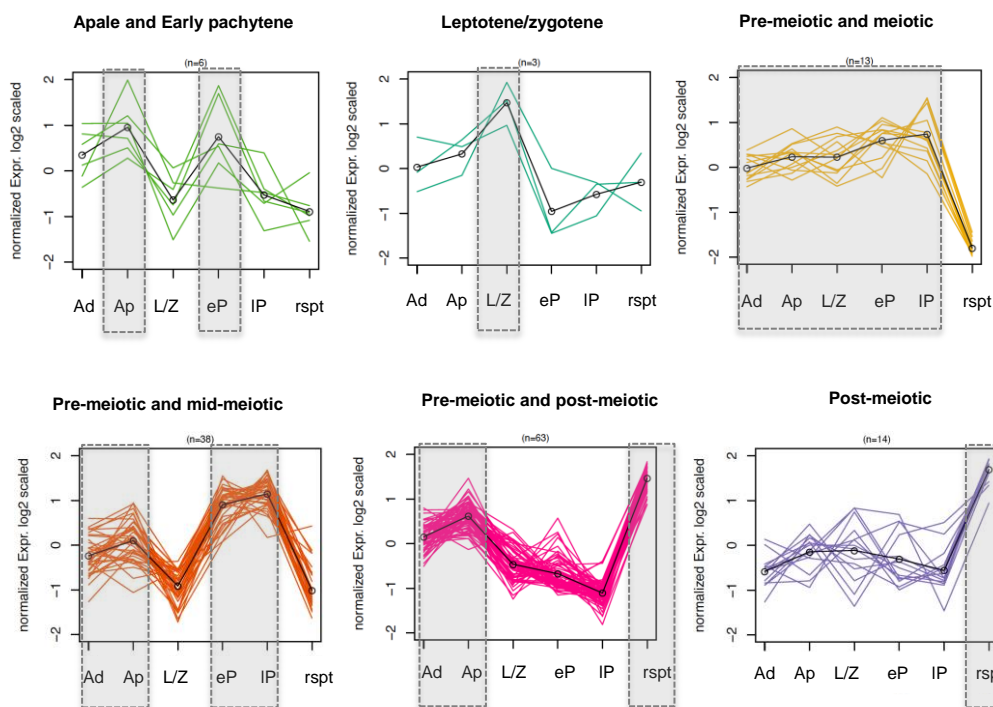 Apale and Early pachytene
(n=6)
normalized Expr. log2 scaled
2
1
0
-1
-2
Ad Ap L/Z eP lP rspt
Leptotene/zygotene
(n=3)
normalized Expr. log2 scaled
2
1
0
-1
-2
Ad Ap L/Z eP lP rspt
Pre-meiotic and meiotic
(n=13)
normalized Expr. log2 scaled
2
1
0
-1
-2
Ad Ap L/Z eP lP rspt
Pre-meiotic and mid-meiotic
(n=38)
normalized Expr. log2 scaled
2
1
0
-1
-2
Ad Ap L/Z eP lP rspt
Pre-meiotic and post-meiotic
(n=63)
normalized Expr. log2 scaled
2
1
0
-1
-2
Ad Ap L/Z eP lP rspt
Post-meiotic
(n=14)
normalized Expr. log2 scaled
2
1
0
-1
-2
Ad Ap L/Z eP lP